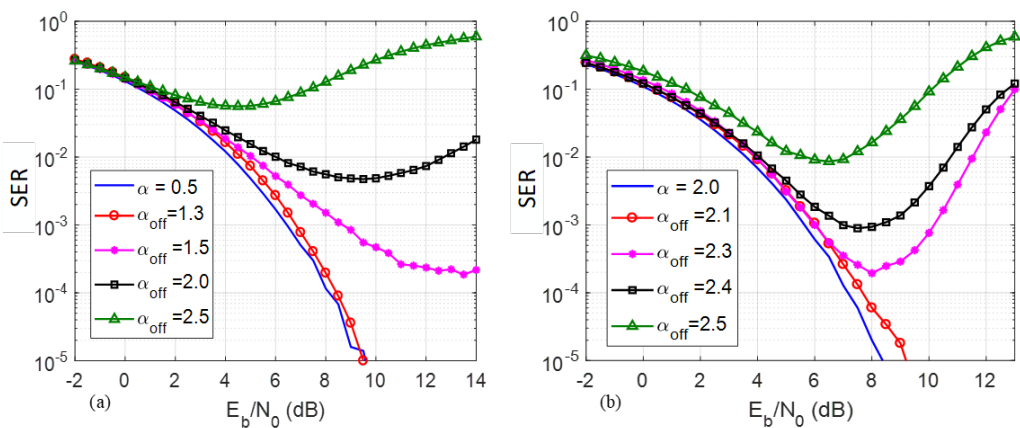 10^0
10^-1
10^-2
10^-3
10^-4
10^-5
SER
α = 0.5
α_off =1.3
α_off =1.5
α_off =2.0
α_off =2.5
-2 0 2 4 6 8 10 12 14
(a)
E_b/N_0 (dB)
10^0
10^-1
10^-2
10^-3
10^-4
10^-5
SER
α = 2.0
α_off =2.1
α_off =2.3
α_off =2.4
α_off =2.5
-2 0 2 4 6 8 10 12
(b)
E_b/N_0 (dB)